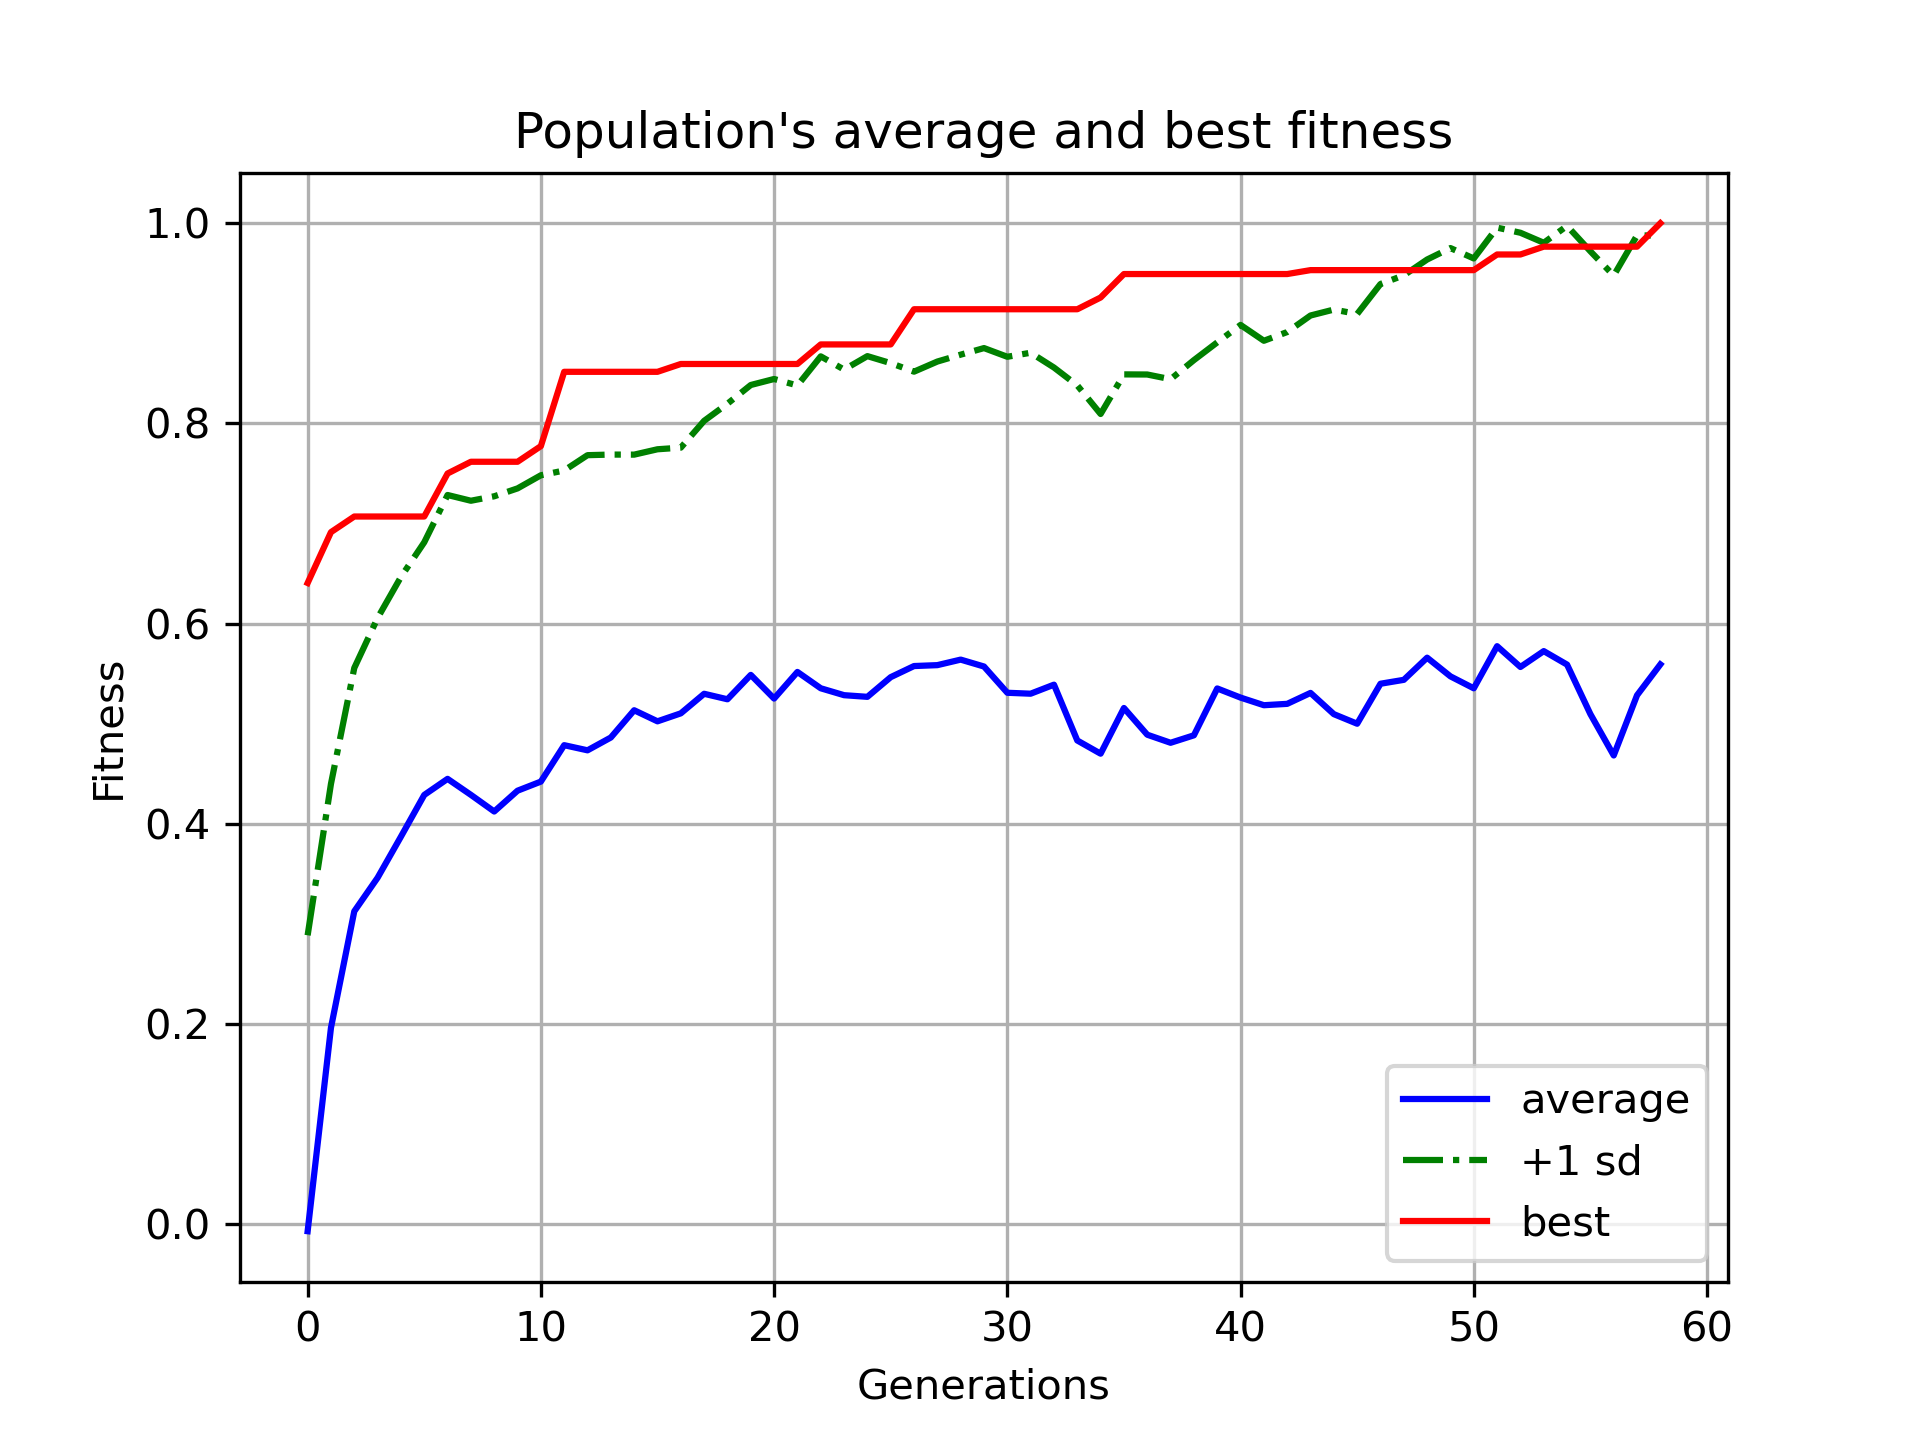 Population's average and best fitness
1.0
0.8
0.6
0.4
0.2
0.0
Fitness
0 10 20 30 40 50 60
Generations
average
+1 sd
best